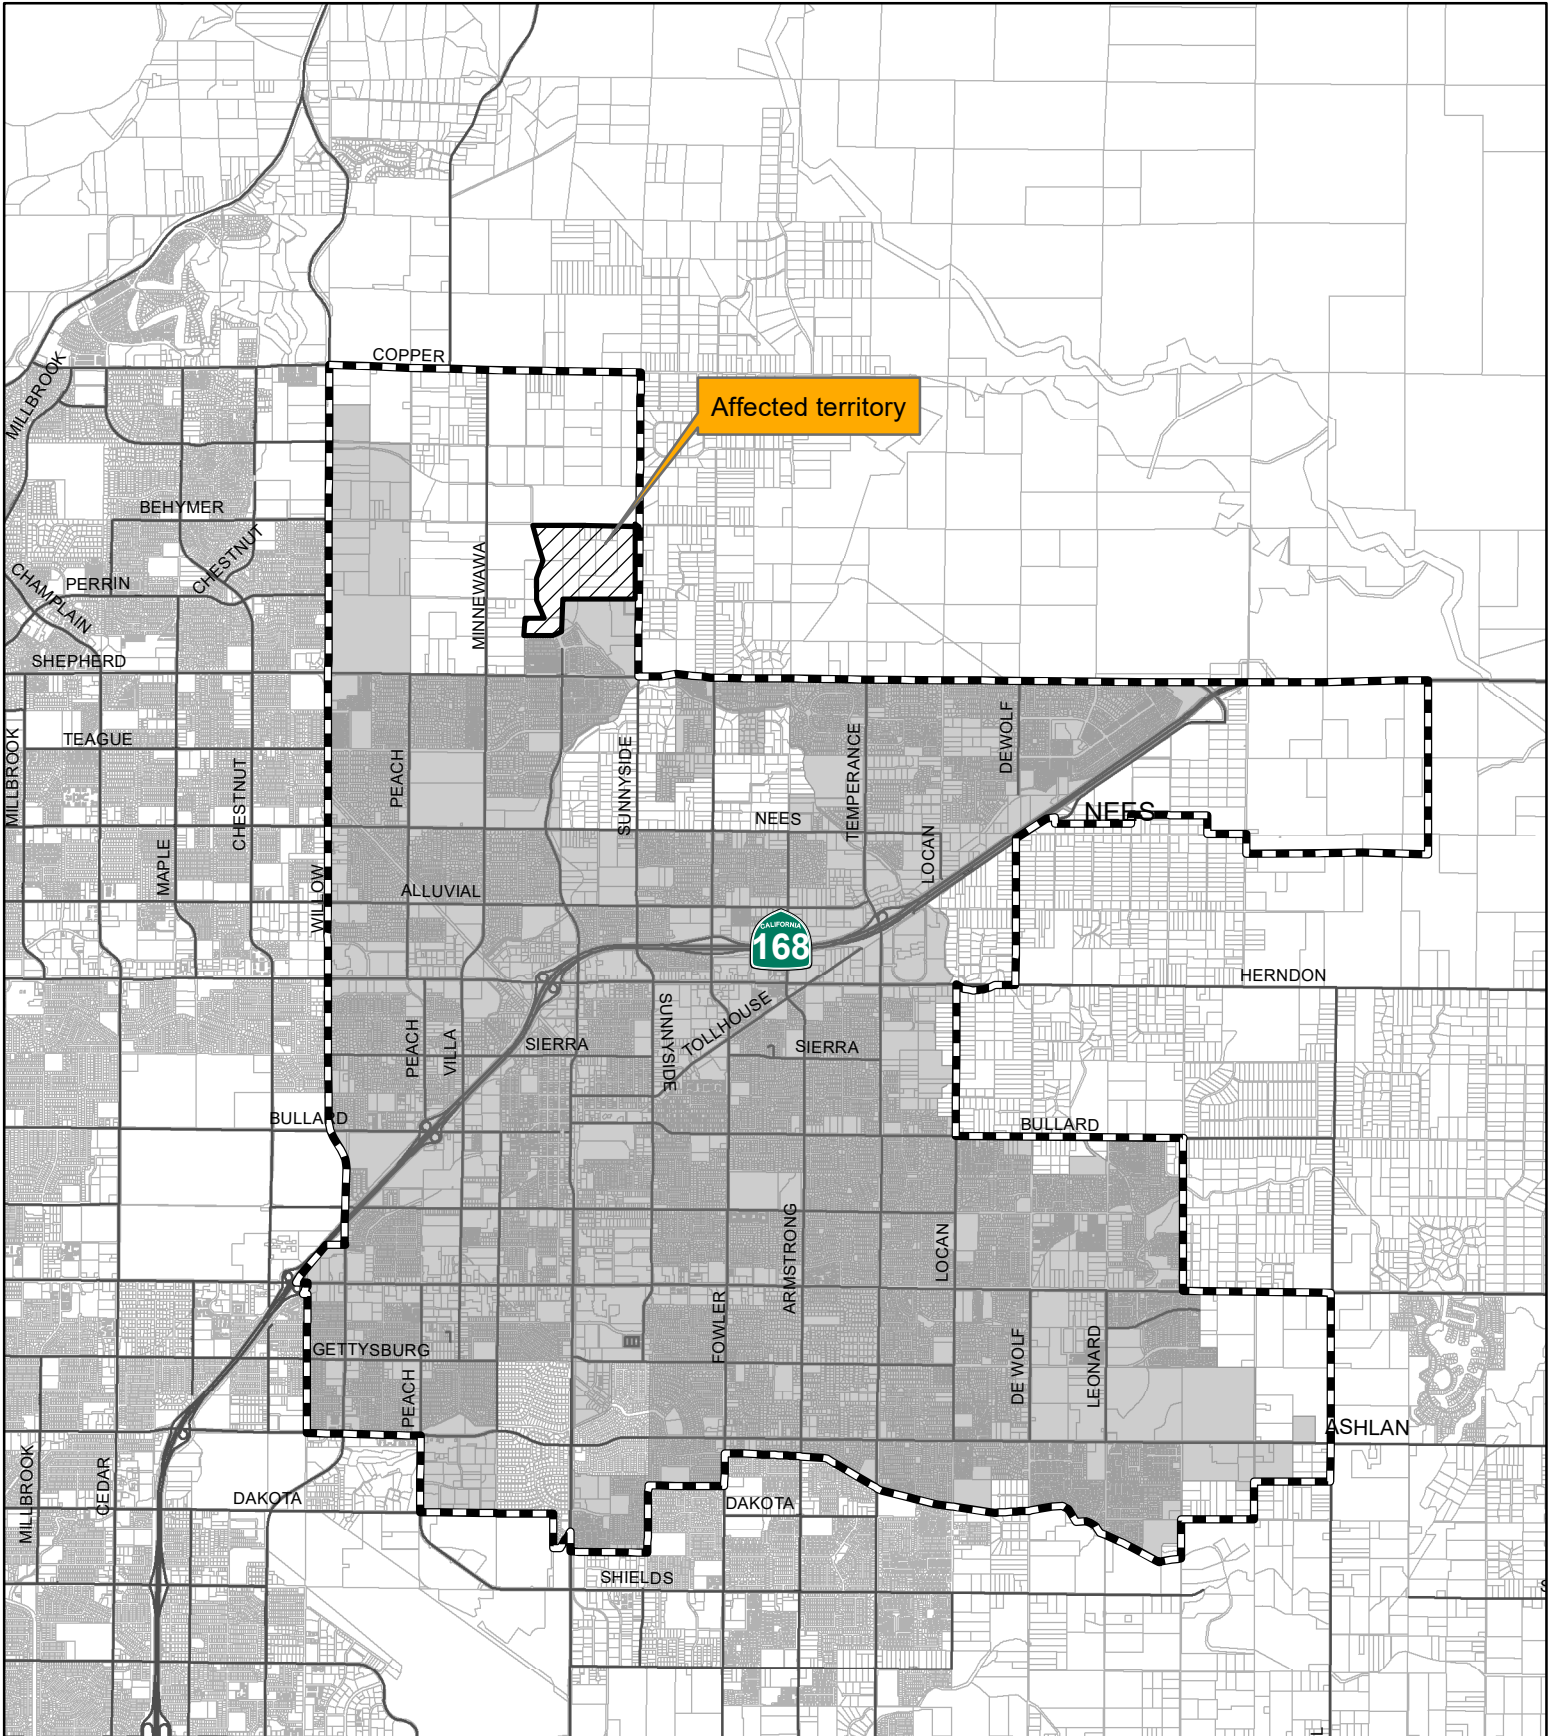 COPPER
MILLBROOK
Affected territory
BEHYMER
CHESTNUT
MINNEWAWA
CHAMPLAIN
PERRIN
SHEPHERD
DEWOLF
TEAGUE
MILLBROOK
PEACH
SUNNYSIDE
TEMPERANCE
CHESTNUT
NEES
NEES
LOCAN
MAPLE
WILLOW
ALLUVIAL
CALIFORNIA
168
HERNDON
SUNNYSIDE
TOLLHOUSE
PEACH
VILLA
SIERRA
SIERRA
BULLARD
BULLARD
ARMSTRONG
LOCAN
FOWLER
GETTYSBURG
DE WOLF
LEONARD
PEACH
ASHLAN
MILLBROOK
CEDAR
DAKOTA
DAKOTA
SHIELDS